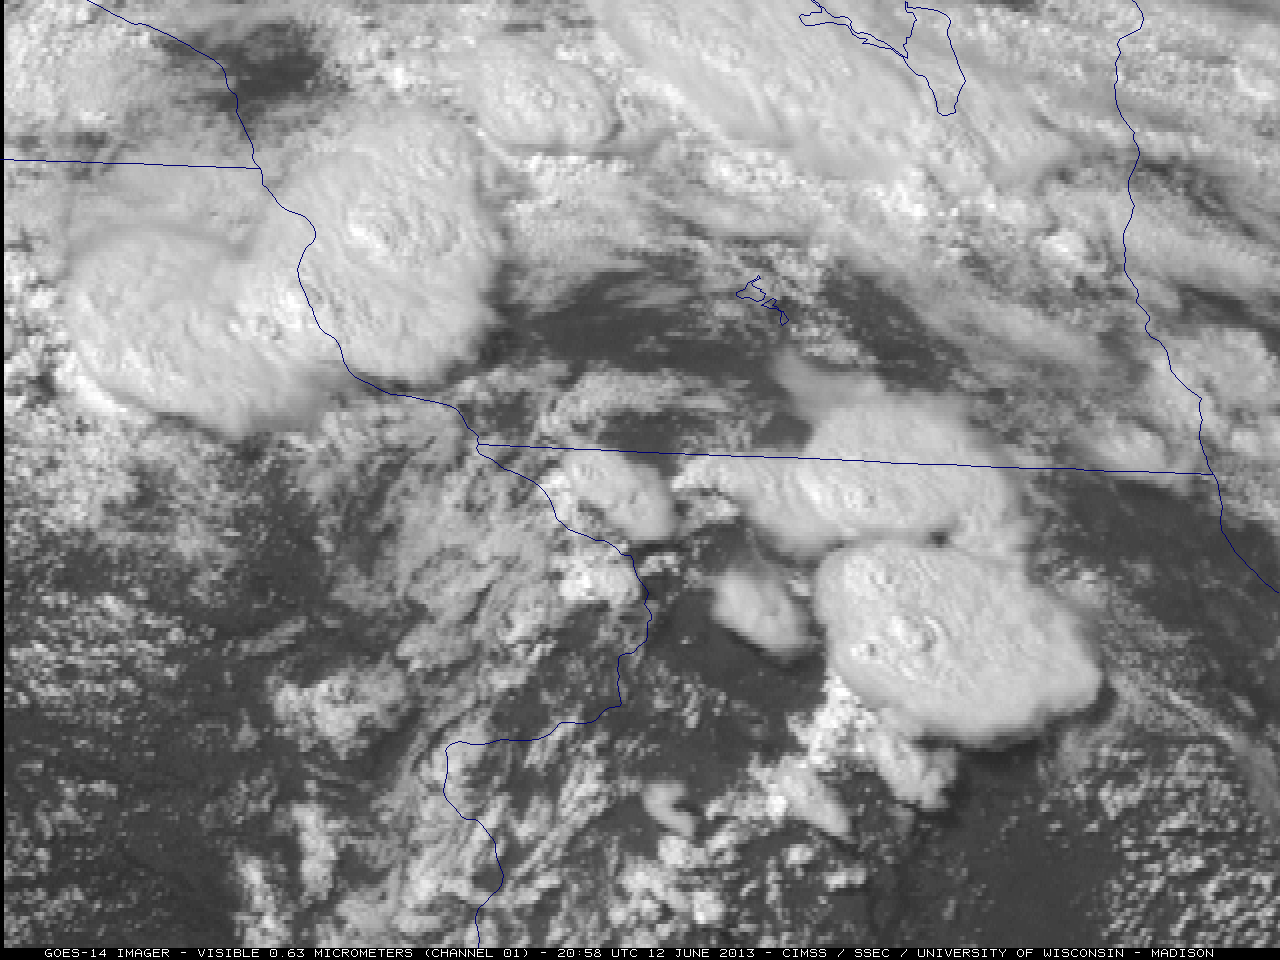 GOES-14 IMAGER - VISIBLE 0.63 MICROMETERS (CHANNEL 01) - 20:58 UTC 12 JUNE 2013 - CIMSS / SSEC / UNIVERSITY OF WISCONSIN - MADISON